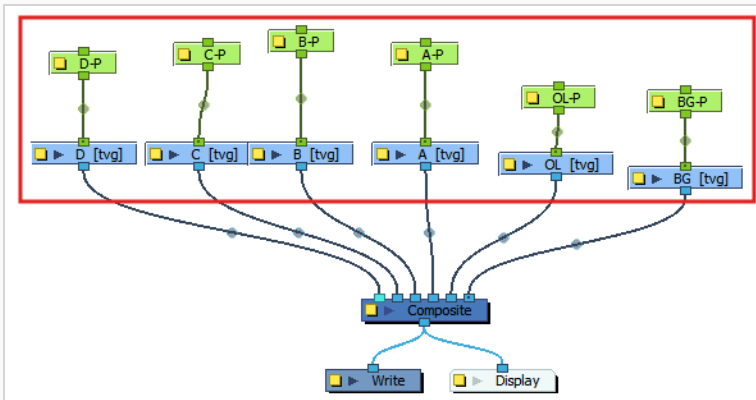 D-P
C-P
B-P
A-P
OL-P
BG-P
D [tvg]
C [tvg]
B [tvg]
A [tvg]
OL [tvg]
BG [tvg]
Composite
Write
Display